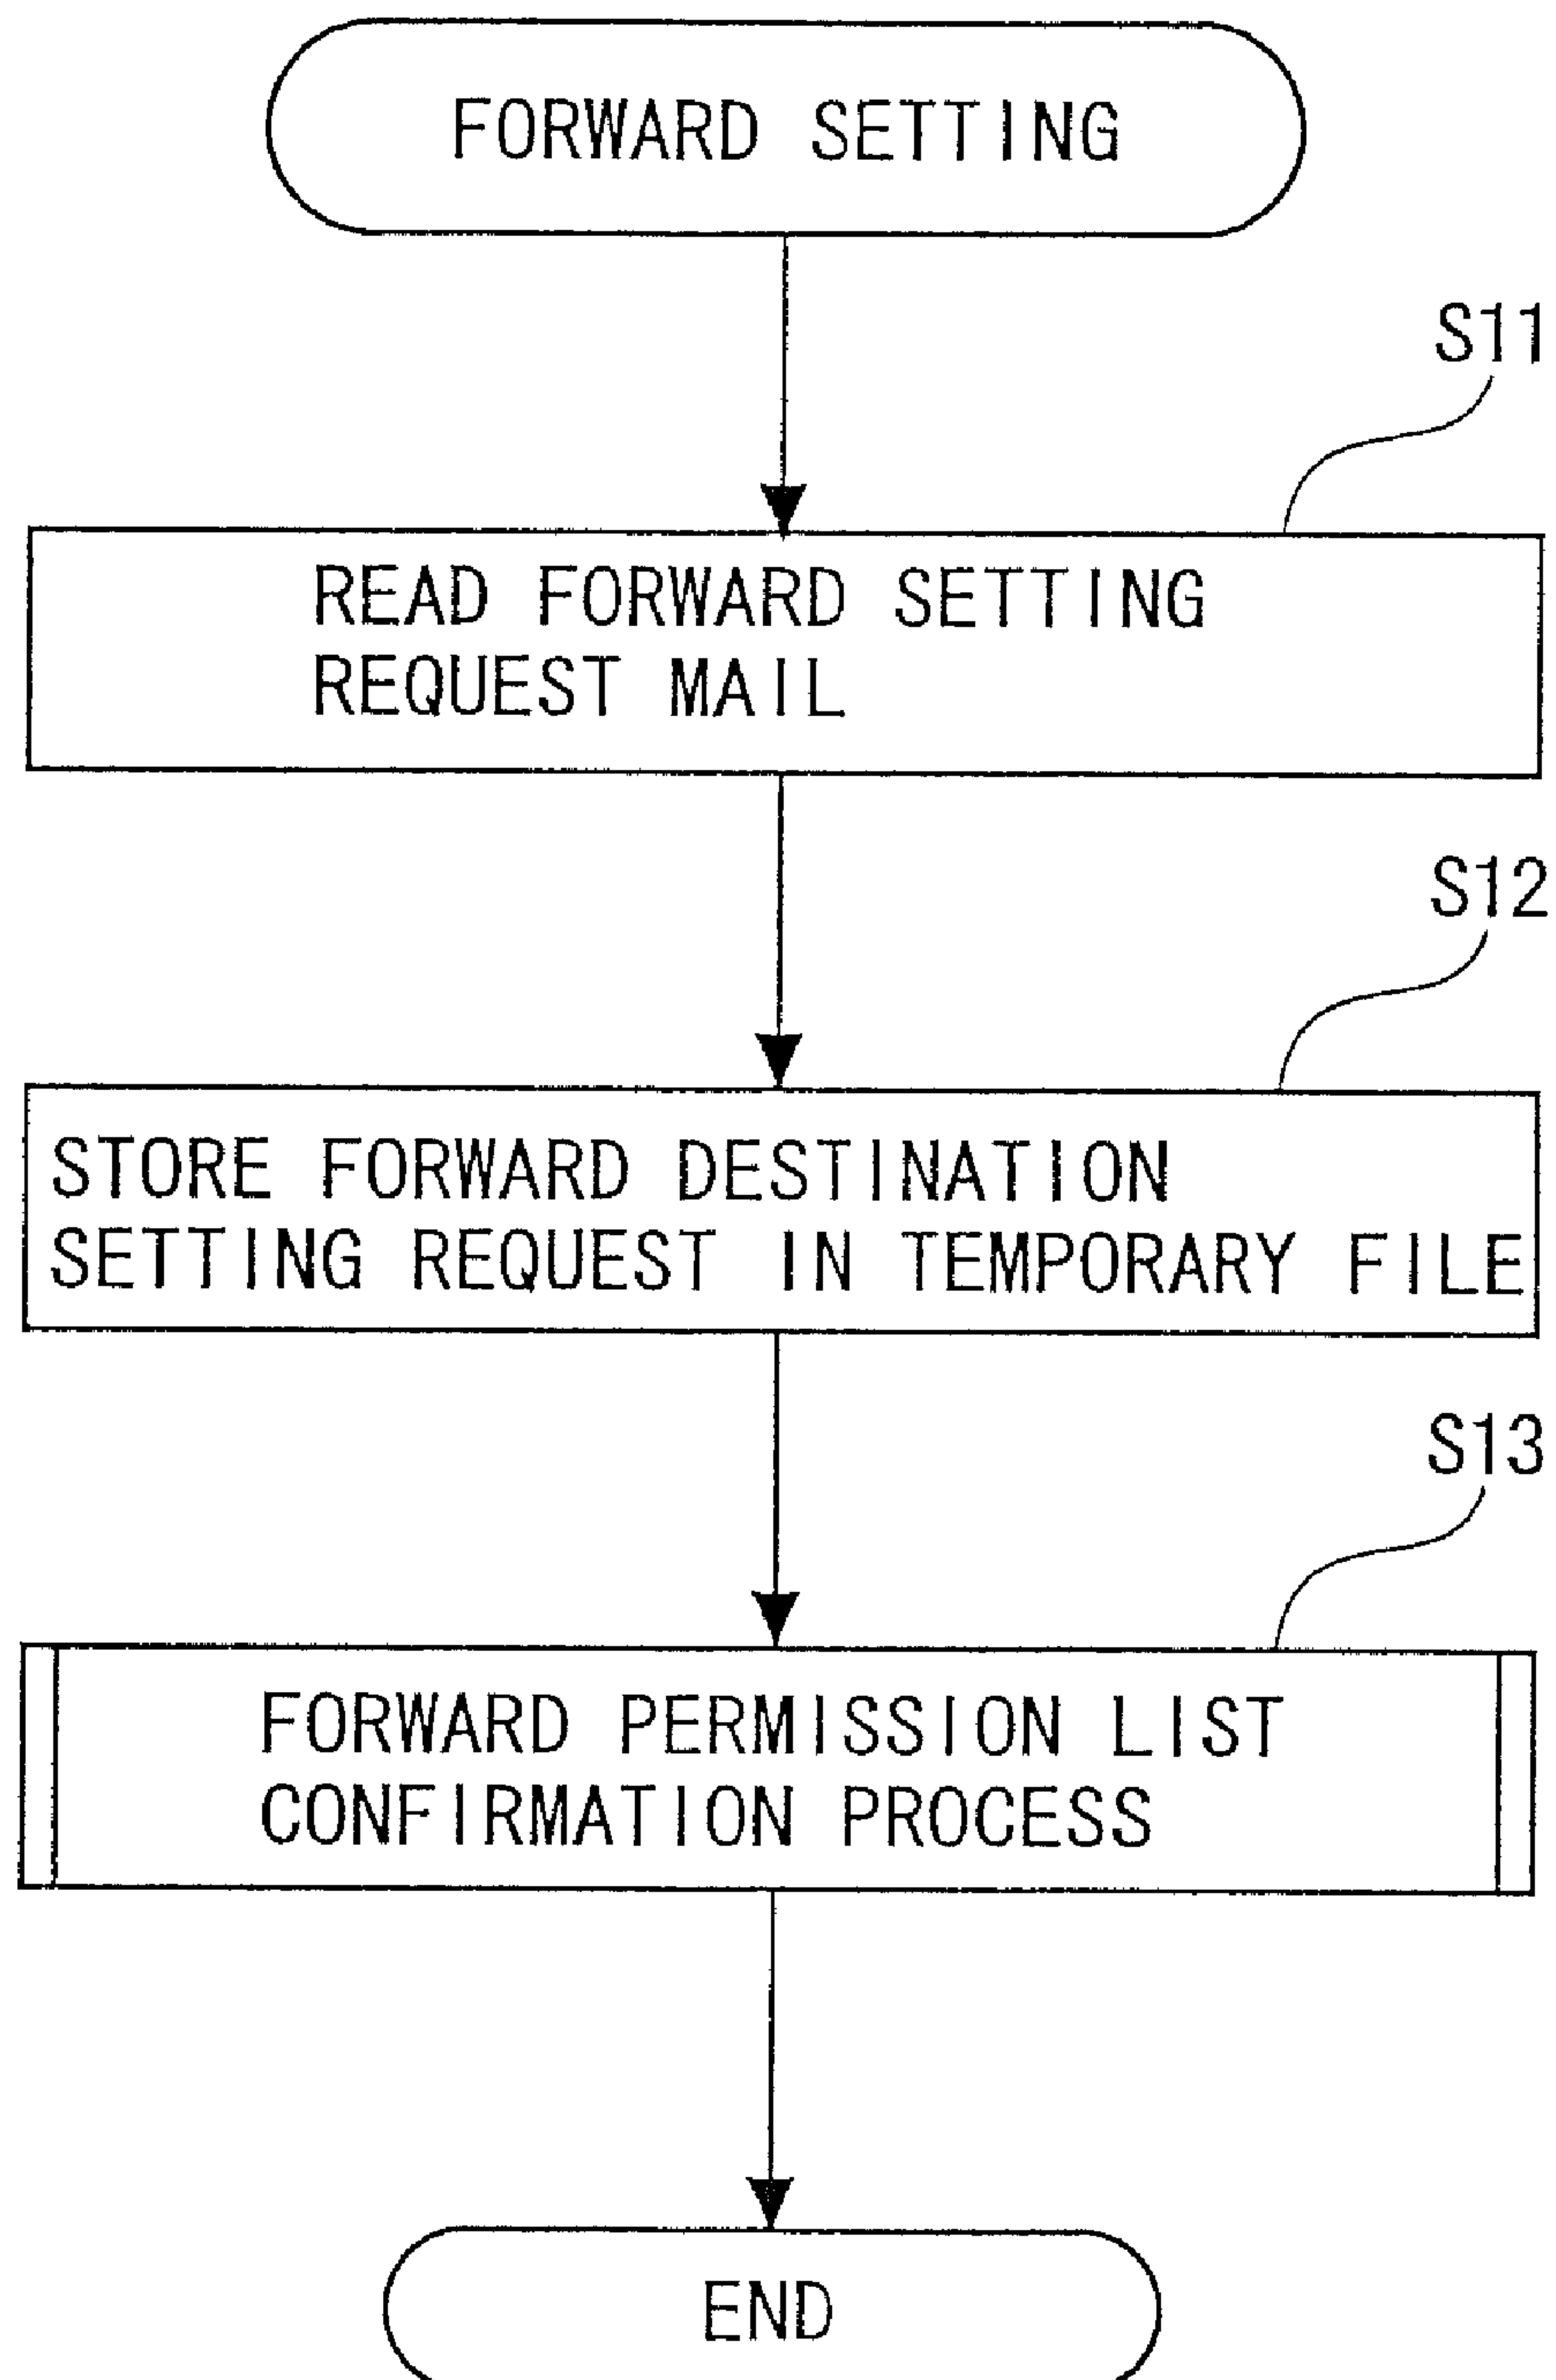 FORWARD SETTING
S11
READ FORWARD SETTING
REQUEST MAIL
S12
STORE FORWARD DESTINATION
SETTING REQUEST IN TEMPORARY FILE
S13
FORWARD PERMISSION LIST
CONFIRMATION PROCESS
END